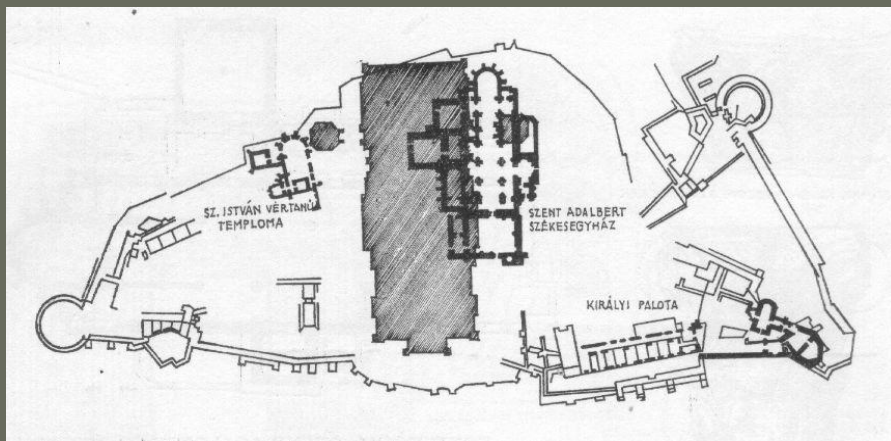 SZ. ISTVÁN VÉRTANÚ
TEMPLOMA
SZENT ADALBERT
SZÉKESEGYHÁZ
KIRÁLYI PALOTA